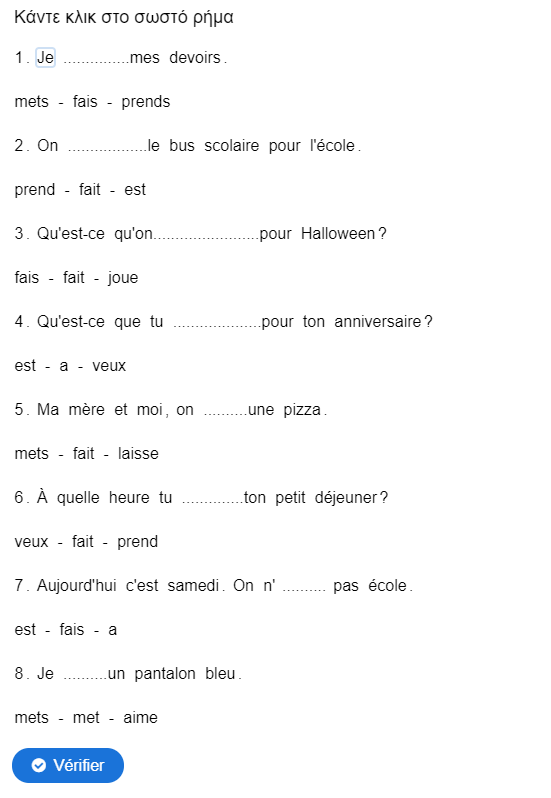 Κάντε κλικ στο σωστό ρήμα
1. Je ...............mes devoirs.
mets - fais - prends
2. On ..................le bus scolaire pour l'école.
prend - fait - est
3. Qu'est-ce qu'on........................pour Halloween?
fais - fait - joue
4. Qu'est-ce que tu ....................pour ton anniversaire?
est - a - veux
5. Ma mère et moi, on ..........une pizza.
mets - fait - laisse
6. À quelle heure tu ..............ton petit déjeuner?
veux - fait - prend
7. Aujourd'hui c'est samedi. On n' .......... pas école.
est - fais - a
8. Je ..........un pantalon bleu.
mets - met - aime
Vérifier